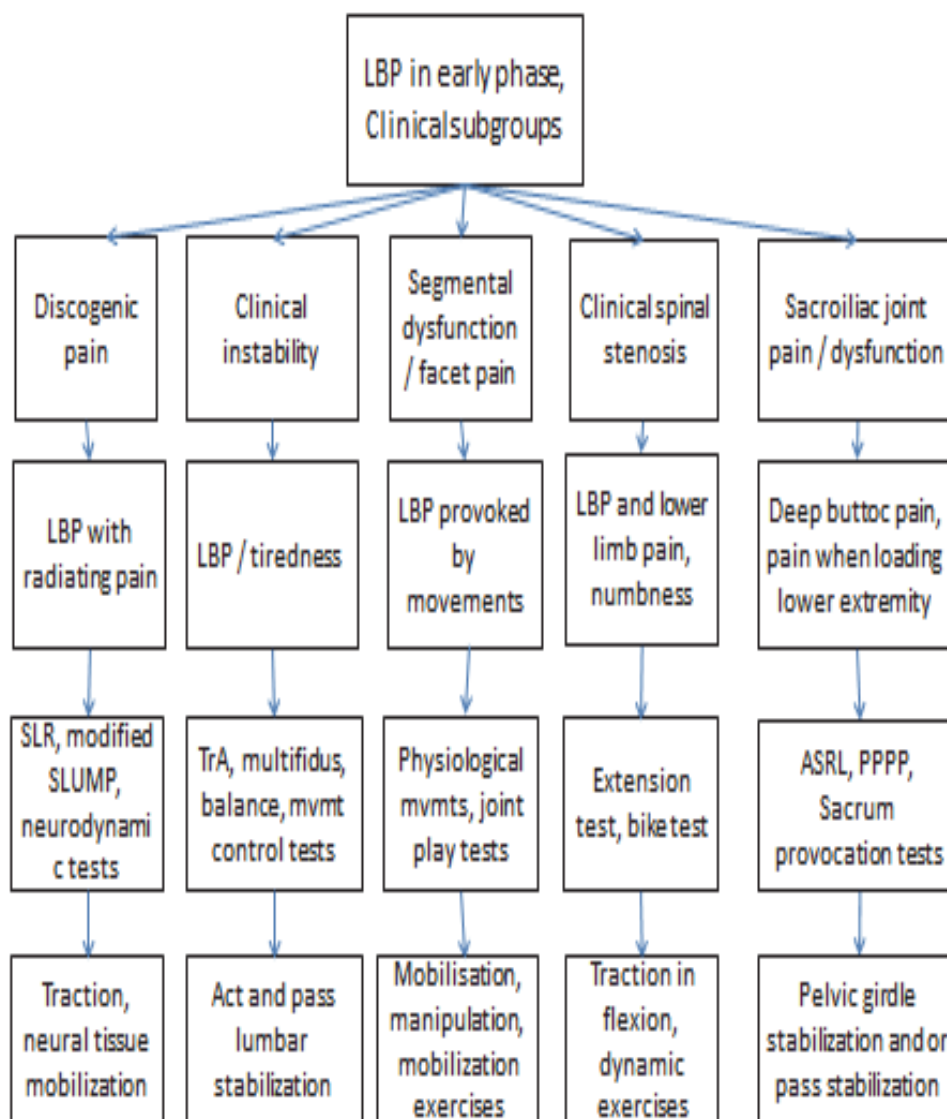 LBP in early phase,
Clinical subgroups
Discogenic
pain
Clinical
instability
Segmental
dysfunction
/ facet pain
Clinical spinal
stenosis
Sacroiliac joint
pain / dysfunction
LBP with
radiating pain
LBP / tiredness
LBP provoked
by
movements
LBP and lower
limb pain,
numbness
Deep buttoc pain,
pain when loading
lower extremity
SLR, modified
SLUMP,
neurodynami
c tests
TrA, multifidus,
balance, mvmt
control tests
Physiological
mvmts, joint
play tests
Extension
test, bike test
ASRL, PPPP,
Sacrum
provocation tests
Traction,
neural tissue
mobilization
Act and pass
lumbar
stabilization
Mobilisation,
manipulation,
mobilization
exercises
Traction in
flexion,
dynamic
exercises
Pelvic girdle
stabilization and or
pass stabilization